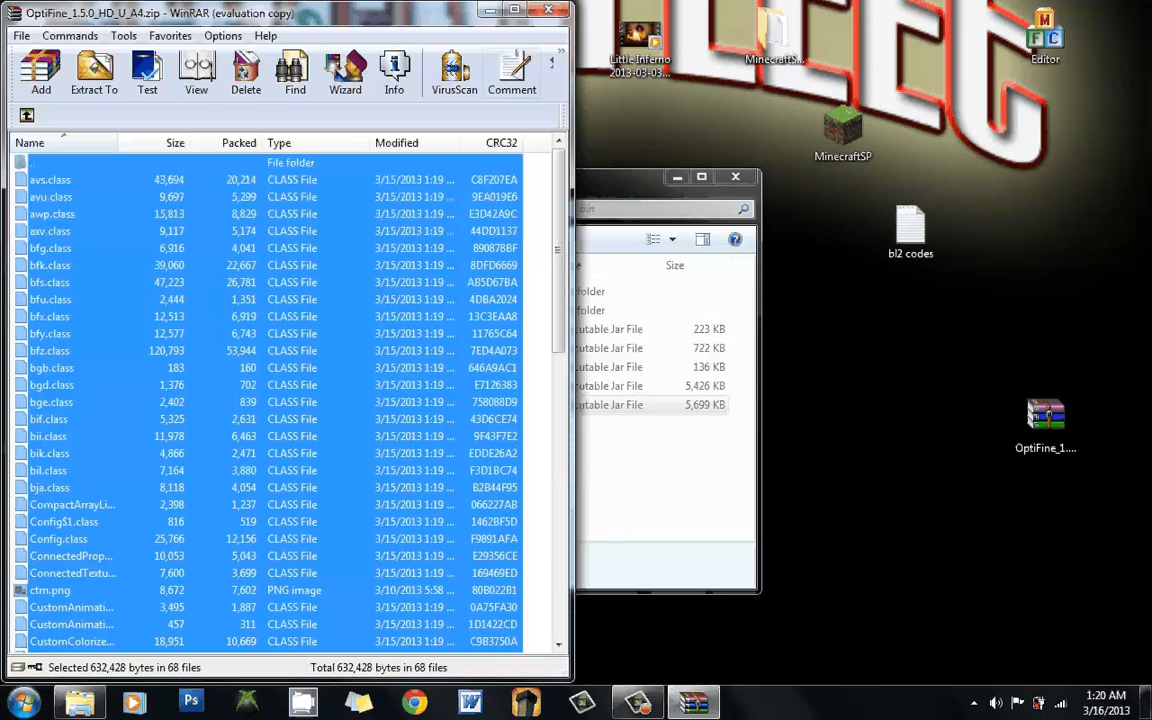 OptiFine_1.5.0_HD_U_A4.zip - WinRAR (evaluation copy)
File Commands Tools Favorites Options Help
Add Extract To Test View Delete Find Wizard Info VirusScan Comment
Name Size Packed Type Modified CRC32
.. File folder
avs.class 43,694 20,214 CLASS File 3/15/2013 1:19 ... C8F207EA
avu.class 9,697 5,299 CLASS File 3/15/2013 1:19 ... 9EA019E6
awp.class 15,813 8,829 CLASS File 3/15/2013 1:19 ... E3D42A9C
axv.class 9,117 5,174 CLASS File 3/15/2013 1:19 ... 44DD1137
bfg.class 6,916 4,041 CLASS File 3/15/2013 1:19 ... 890878BF
bfk.class 39,060 22,667 CLASS File 3/15/2013 1:19 ... 8DFD6669
bfs.class 47,223 26,781 CLASS File 3/15/2013 1:19 ... AB5D67BA
bfu.class 2,444 1,351 CLASS File 3/15/2013 1:19 ... 4DBA2024
bfx.class 12,513 6,919 CLASS File 3/15/2013 1:19 ... 13C3EAA8
bfy.class 12,577 6,743 CLASS File 3/15/2013 1:19 ... 11765C64
bfz.class 120,793 53,944 CLASS File 3/15/2013 1:19 ... 7ED4A073
bgb.class 183 160 CLASS File 3/15/2013 1:19 ... 646A9AC1
bgd.class 1,376 702 CLASS File 3/15/2013 1:19 ... E7126383
bge.class 2,402 839 CLASS File 3/15/2013 1:19 ... 758088D9
bif.class 5,325 2,631 CLASS File 3/15/2013 1:19 ... 43D6CE74
bii.class 11,978 6,463 CLASS File 3/15/2013 1:19 ... 9F43F7E2
bik.class 4,866 2,471 CLASS File 3/15/2013 1:19 ... EDDE26A2
bil.class 7,164 3,880 CLASS File 3/15/2013 1:19 ... F3D1BC74
bja.class 8,118 4,054 CLASS File 3/15/2013 1:19 ... B2B44F95
CompactArrayLi... 2,398 1,237 CLASS File 3/15/2013 1:19 ... 066227AB
Config$1.class 816 519 CLASS File 3/15/2013 1:19 ... 1462BF5D
Config.class 25,766 12,156 CLASS File 3/15/2013 1:19 ... F9891AFA
ConnectedProp... 10,053 5,043 CLASS File 3/15/2013 1:19 ... E29356CE
ConnectedTextu... 7,600 3,699 CLASS File 3/15/2013 1:19 ... 169469ED
ctm.png 8,672 7,602 PNG image 3/10/2013 5:58 ... 80B022B1
CustomAnimati... 3,495 1,887 CLASS File 3/15/2013 1:19 ... 0A75FA30
CustomAnimati... 457 311 CLASS File 3/15/2013 1:19 ... 1D1422CD
CustomColorize... 18,951 10,669 CLASS File 3/15/2013 1:19 ... C9B3750A
Selected 632,428 bytes in 68 files Total 632,428 bytes in 68 files
bin
e Size
folder
folder
cutable Jar File 223 KB
cutable Jar File 722 KB
cutable Jar File 136 KB
cutable Jar File 5,426 KB
cutable Jar File 5,699 KB
Little Inferno
2013-03-03...
MinecraftS...
M
F C
Editor
MinecraftSP
bl2 codes
OptiFine_1....
Ps
W
1:20 AM
3/16/2013